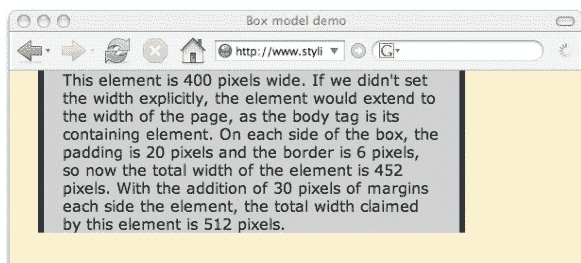 Box model demo
http://www.styli
G
This element is 400 pixels wide. If we didn't set
the width explicitly, the element would extend to
the width of the page, as the body tag is its
containing element. On each side of the box, the
padding is 20 pixels and the border is 6 pixels,
so now the total width of the element is 452
pixels. With the addition of 30 pixels of margins
each side the element, the total width claimed
by this element is 512 pixels.